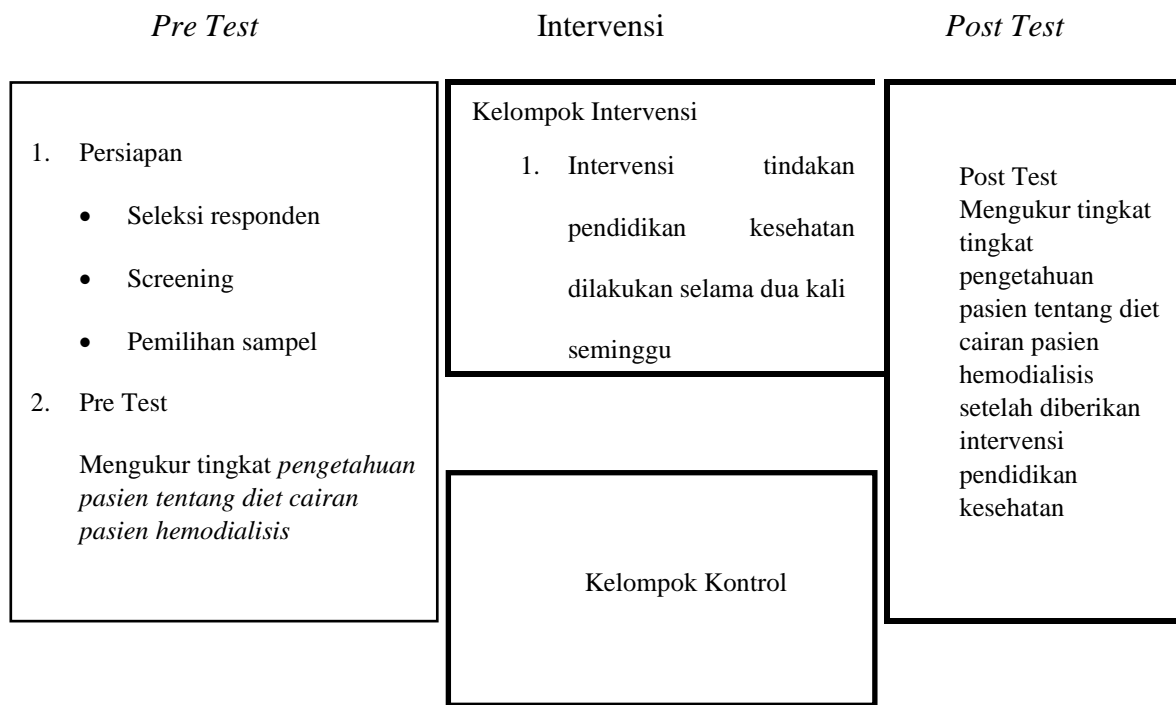 Pre Test
Intervensi
Post Test
1. Persiapan
• Seleksi responden
• Screening
• Pemilihan sampel
2. Pre Test
Mengukur tingkat pengetahuan
pasien tentang diet cairan
pasien hemodialisis
Kelompok Intervensi
1. Intervensi tindakan
pendidikan kesehatan
dilakukan selama dua kali
seminggu
Kelompok Kontrol
Post Test
Mengukur tingkat
tingkat
pengetahuan
pasien tentang diet
cairan pasien
hemodialisis
setelah diberikan
intervensi
pendidikan
kesehatan